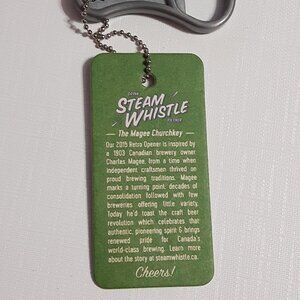 DRINK
STEAM
WHISTLE
PILSNER
The Magee Churchkey
Our 2015 Retro Opener is inspired
by a 1903 Canadian brewery owner
Charles Magee, from a time when
independent craftsmen thrived on
proud brewing traditions. Magee
marks a turning point, decades of
consolidation followed with few
breweries offering little variety.
Today he'd toast the craft beer
revolution which celebrates that
authentic, pioneering spirit & brings
renewed pride for Canada's
world-class brewing. Learn more
about the story at steamwhistle.ca.
Cheers!